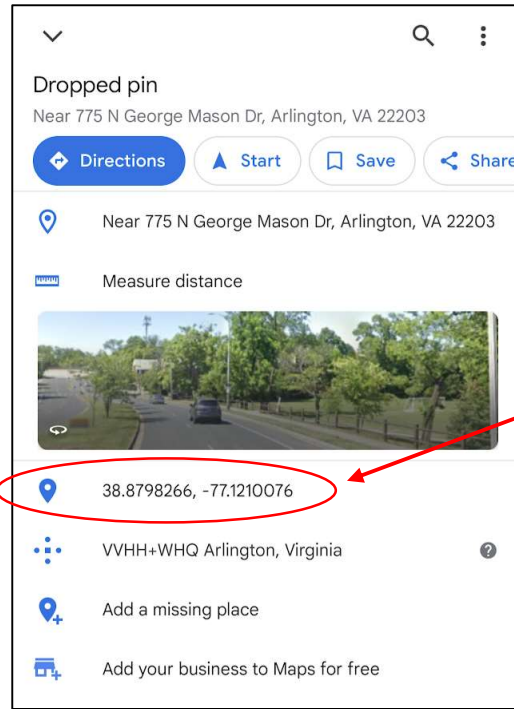 Dropped pin
Near 775 N George Mason Dr, Arlington, VA 22203
Directions Start Save Share
Near 775 N George Mason Dr, Arlington, VA 22203
Measure distance
38.8798266, -77.1210076
VVHH+WHQ Arlington, Virginia
Add a missing place
Add your business to Maps for free